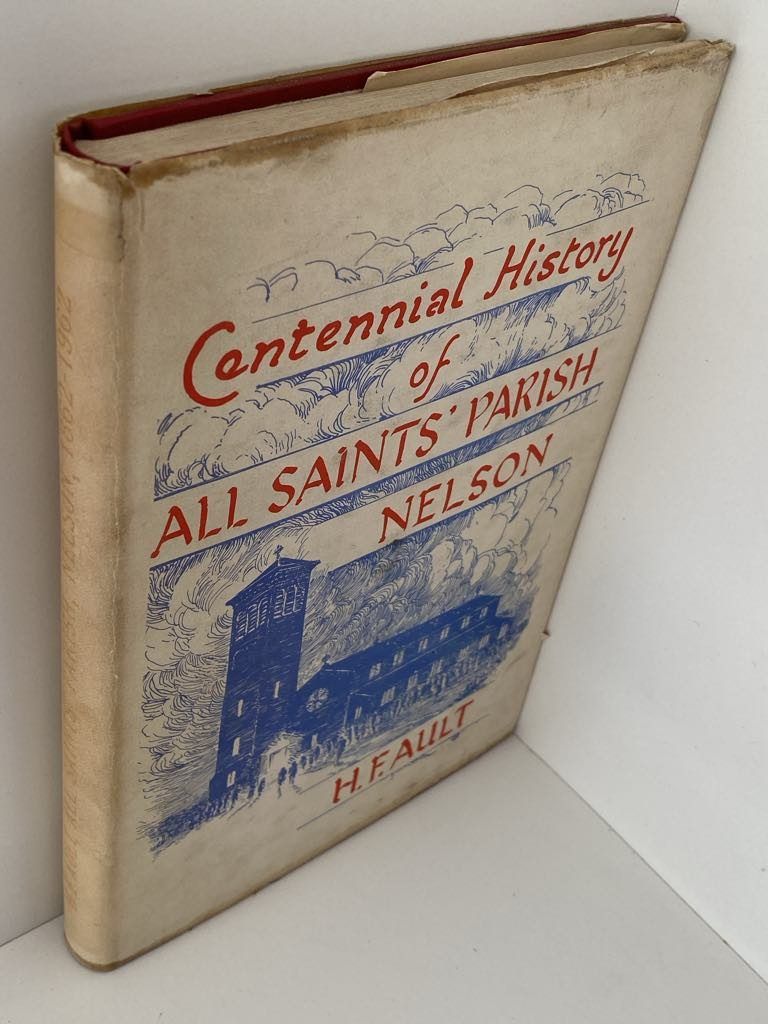 Centennial History
of
ALL SAINTS' PARISH
NELSON
H.F. AULT